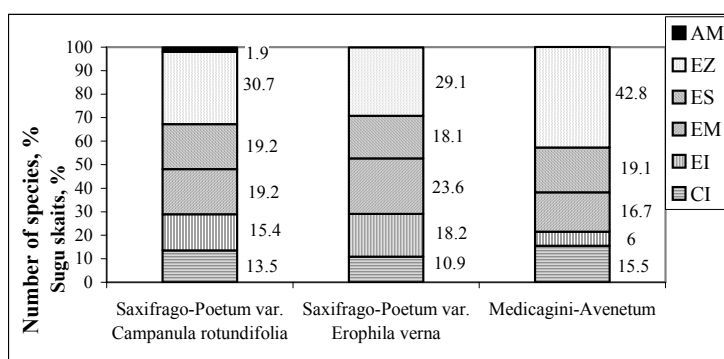 Number of species, %
Sugu skaits, %
100
90
80
70
60
50
40
30
20
10
0
1.9
30.7
19.2
19.2
15.4
13.5
29.1
18.1
23.6
18.2
10.9
42.8
19.1
16.7
6
15.5
Saxifrago-Poetum var.
Campanula rotundifolia
Saxifrago-Poetum var.
Erophila verna
Medicagini-Avenetum
AM
EZ
ES
EM
EI
CI